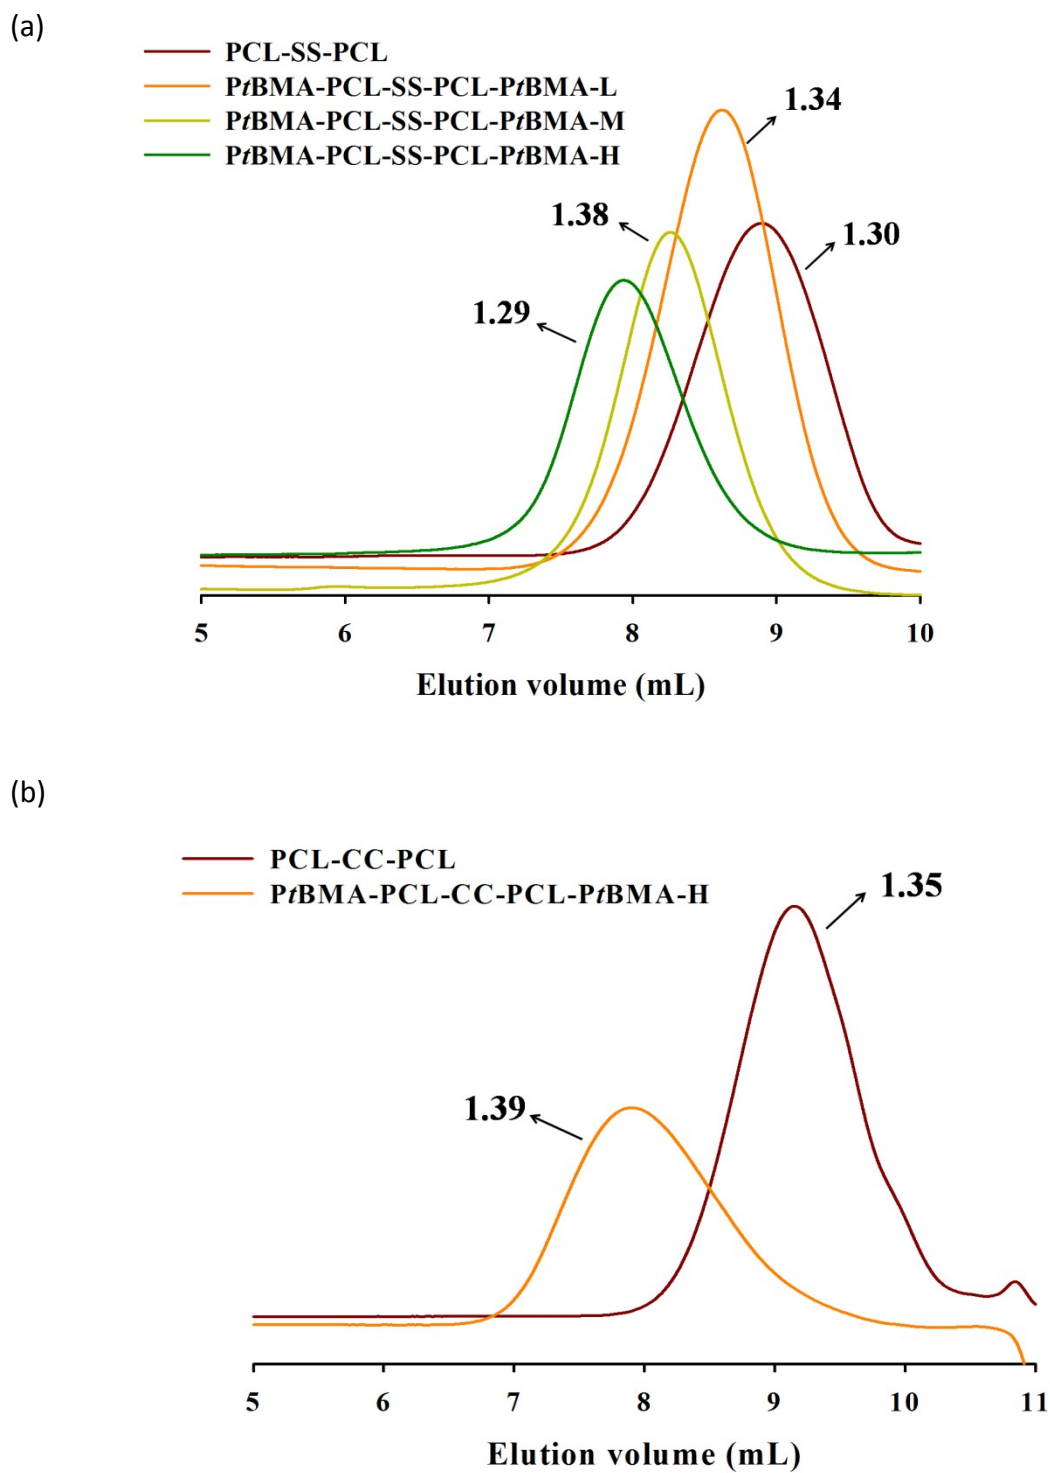 (a)
PCL-SS-PCL
PtBMA-PCL-SS-PCL-PtBMA-L
PtBMA-PCL-SS-PCL-PtBMA-M
PtBMA-PCL-SS-PCL-PtBMA-H
1.34
1.38
1.30
1.29
5 6 7 8 9 10
Elution volume (mL)
(b)
PCL-CC-PCL
PtBMA-PCL-CC-PCL-PtBMA-H
1.35
1.39
5 6 7 8 9 10 11
Elution volume (mL)